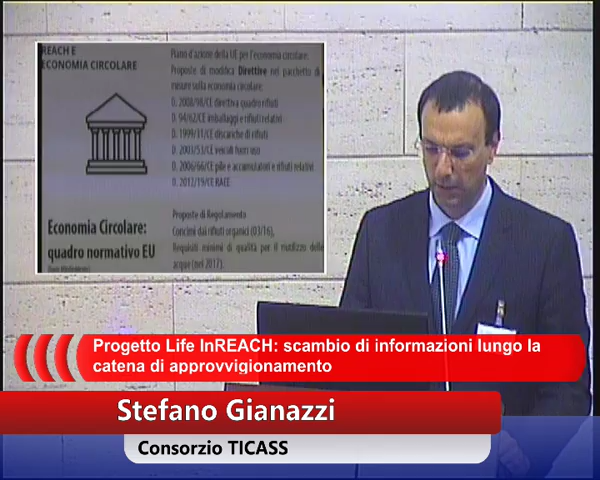 REACH E
ECONOMIA CIRCOLARE
Piano d'azione della UE per l'economia circolare:
Proposte di modifica Direttive nel pacchetto di
misure sulla economia circolare:
D. 2008/98/CE direttiva quadro rifiuti
D. 94/62/CE imballaggi e rifiuti relativi
D. 1999/31/CE discariche di rifiuti
D. 2003/53/CE veicoli fuori uso
D. 2006/66/CE pile e accumulatori e rifiuti relativi
D. 2012/19/CE RAEE
Economia Circolare:
quadro normativo EU
Proposte di Regolamento
Concimi dai rifiuti organici (03/16),
Requisiti minimi di qualità per il riutilizzo delle
acque (nel 2017).
Progetto Life InREACH: scambio di informazioni lungo la
catena di approvvigionamento
Stefano Gianazzi
Consorzio TICASS